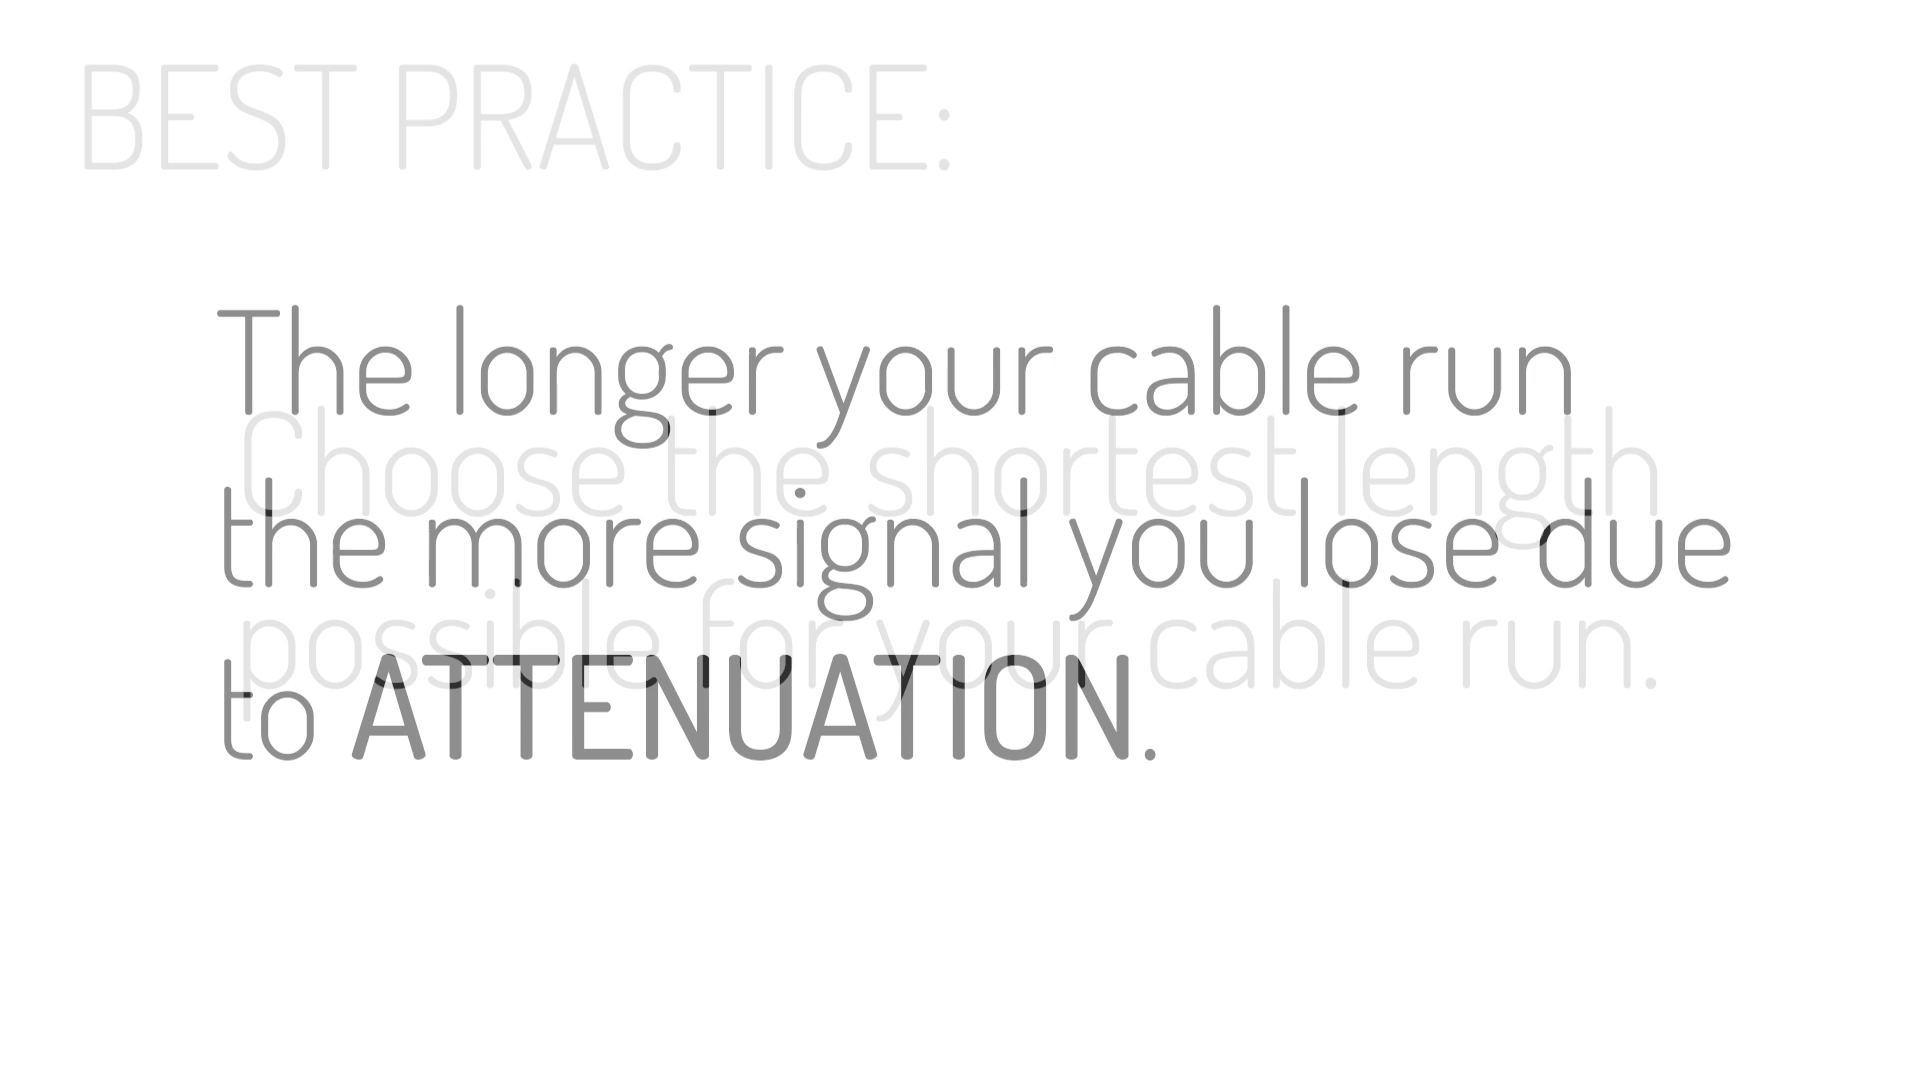 BEST PRACTICE:
The longer your cable run
the more signal you lose due
to ATTENUATION.
Choose the shortest length
possible for your cable run.